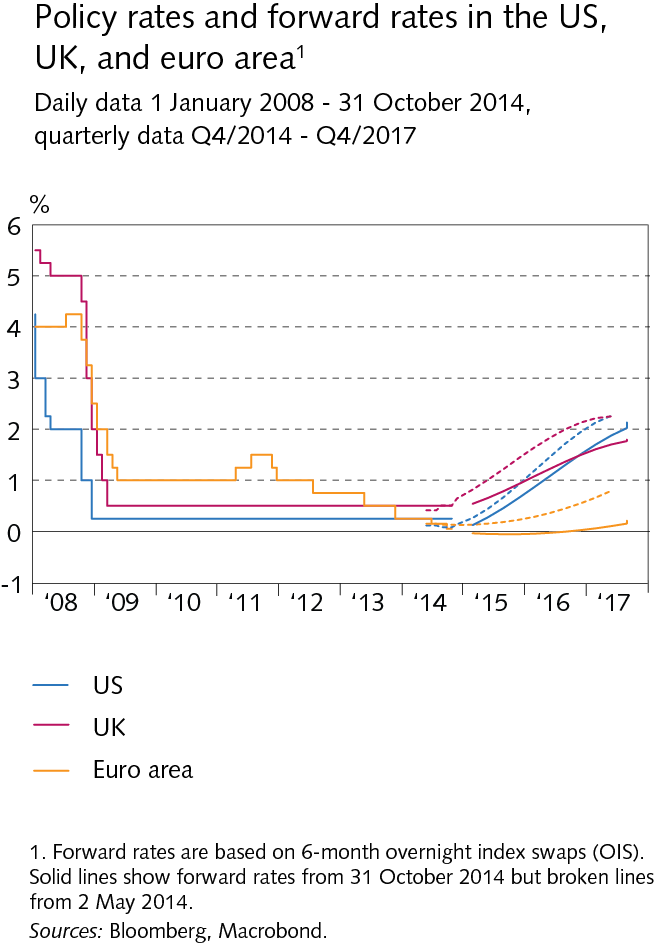 Policy rates and forward rates in the US,
UK, and euro area¹
Daily data 1 January 2008 - 31 October 2014,
quarterly data Q4/2014 - Q4/2017
%
6
5
4
3
2
1
0
-1
‘08 ‘09 ‘10 ‘11 ‘12 ‘13 ‘14 ‘15 ‘16 ‘17
US
UK
Euro area
1. Forward rates are based on 6-month overnight index swaps (OIS).
Solid lines show forward rates from 31 October 2014 but broken lines
from 2 May 2014.
Sources: Bloomberg, Macrobond.